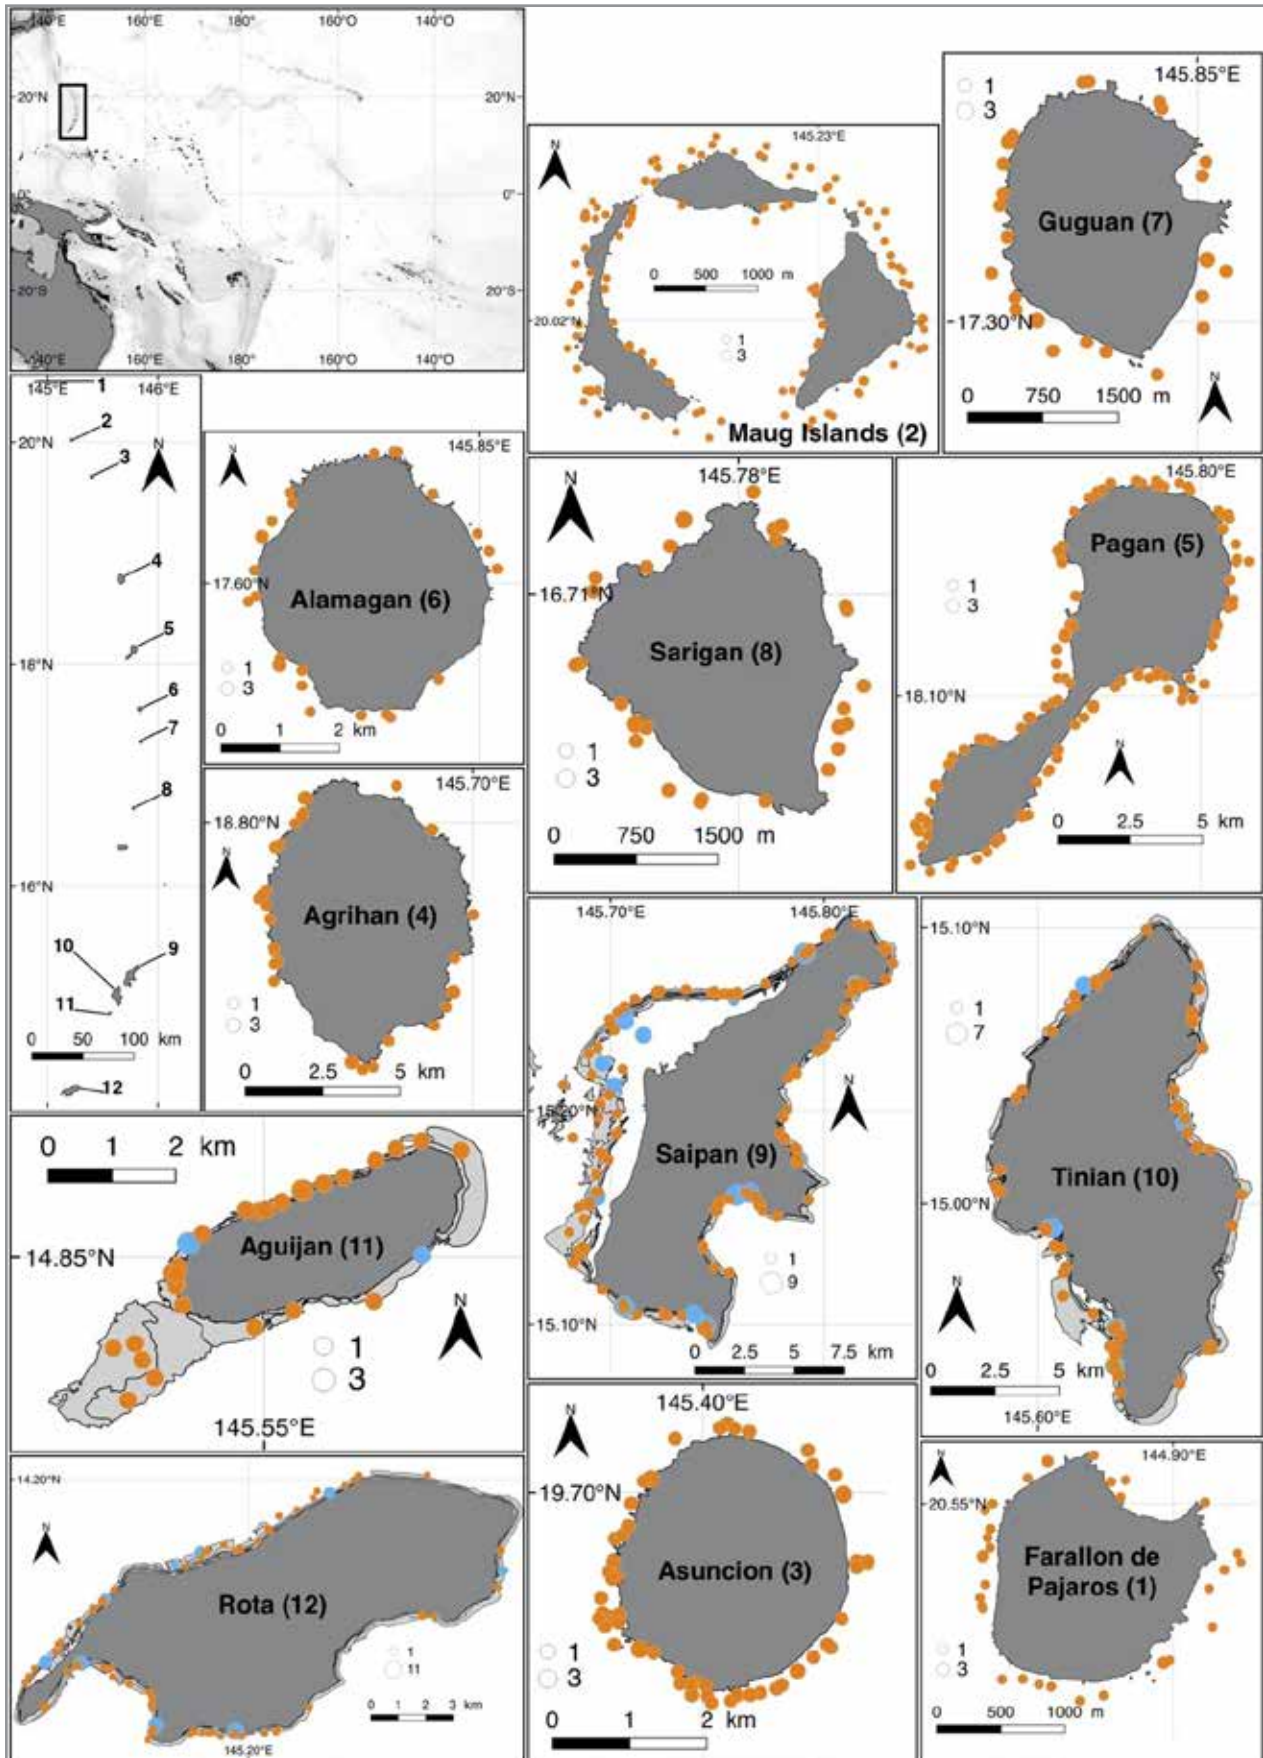 140°E
160°E
180°
160°O
140°O
20°N
20°N
0°
0°
20°S
20°S
140°E
160°E
180°
160°O
140°O
145°E
146°E
1
2
20°N
N
3
4
5
18°N
6
7
8
16°N
10
9
11
0 50 100 km
12
N
145.23°E
0 500 1000 m
20.02°N
1
3
Maug Islands (2)
145.85°E
1
3
Guguan (7)
17.30°N
N
0 750 1500 m
N
145.85°E
17.60°N
Alamagan (6)
1
3
0 1 2 km
N
145.78°E
16.71°N
Sarigan (8)
1
3
0 750 1500 m
145.80°E
Pagan (5)
1
3
18.10°N
N
0 2.5 5 km
145.70°E
18.80°N
N
Agrihan (4)
1
3
0 2.5 5 km
145.70°E
145.80°E
N
15.20°N
Saipan (9)
1
9
15.10°N
0 2.5 5 7.5 km
15.10°N
1
7
Tinian (10)
15.00°N
N
0 2.5 5 km
145.60°E
0 1 2 km
14.85°N
Aguijan (11)
N
1
3
145.55°E
14.20°N
N
Rota (12)
1
11
0 1 2 3 km
145.20°E
145.40°E
N
19.70°N
Asuncion (3)
1
3
0 1 2 km
144.90°E
N
20.55°N
Farallon de
Pajaros (1)
1
3
0 500 1000 m